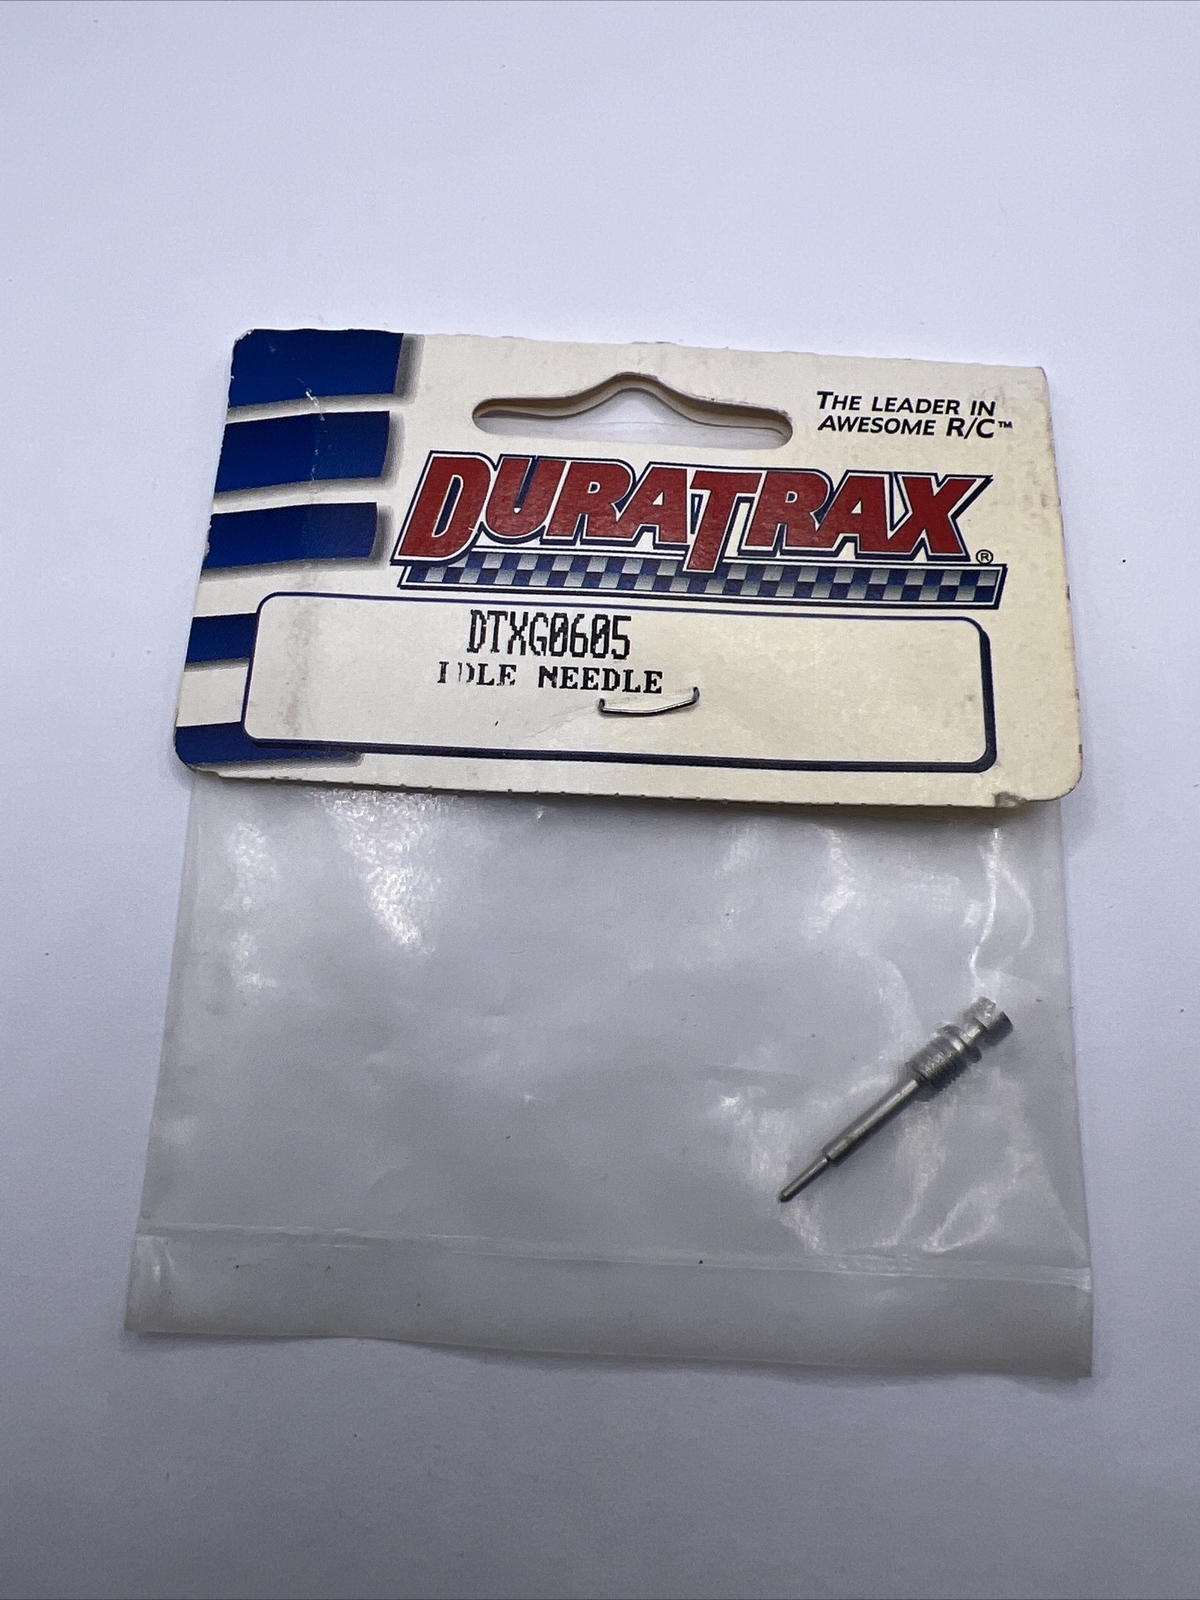 THE LEADER IN
AWESOME R/C™
DURATRAX®
DTXG0605
IDLE NEEDLE